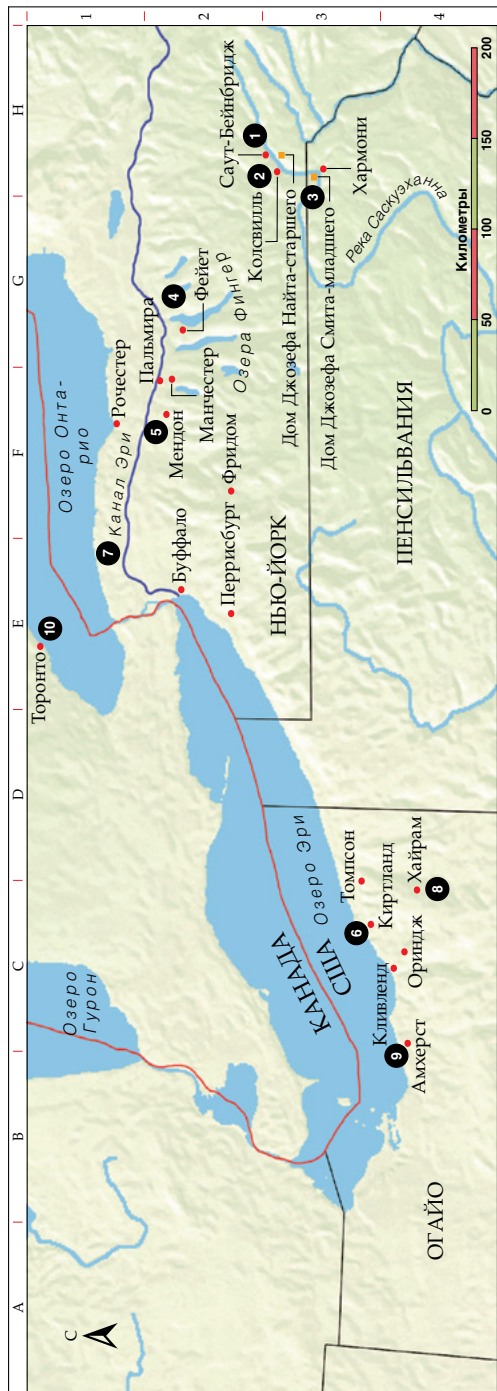 A
B
C
D
E
F
G
H
1
2
3
4
С
Озеро
Гурон
Торонто
10
Озеро Онта-
рио
7
Канал Эри
Рочестер
5
Пальмира
Мендон
Манчестер
4
Фейет
Озера Фингер
Буффало
Перрисбург
Фридом
НЬЮ-ЙОРК
1
Саут-Бейнбридж
2
Колсвилль
Дом Джозефа Найта-старшего
3
Дом Джозефа Смита-младшего
Хармони
Река Саскуэханна
ПЕНСИЛЬВАНИЯ
КАНАДА
США
Озеро Эри
Томпсон
6
Киртланд
Хайрам
8
Ориндж
Кливленд
9
Амхерст
ОГАЙО
Километры
0
50
100
150
200